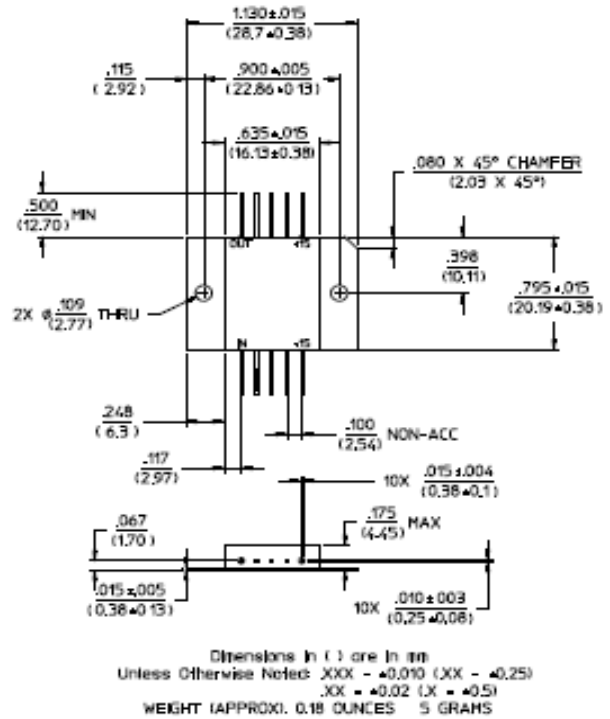 1.130±.015
(28.7±0.38)
.115
(2.92)
.900±.005
(22.86±0.13)
.635±.015
(16.13±0.38)
.080 X 45° CHAMFER
(2.03 X 45°)
.500 MIN
(12.70)
OUT +15
.398
(10.11)
.795±.015
(20.19±0.38)
2X ø.109 THRU
(2.77)
IN +15
.248
(6.3)
.100 NON-ACC
(2.54)
.117
(2.97)
10X .015±.004
(0.38±0.1)
.067
(1.70)
.175 MAX
(4.45)
.015±.005
(0.38±0.13)
10X .010±003
(0.25±0.08)
Dimensions in ( ) are in mm
Unless Otherwise Noted: .XXX - ±0.010 (.XX - ±0.25)
.XX - ±0.02 (.X - ±0.5)
WEIGHT (APPROX). 0.18 OUNCES 5 GRAMS